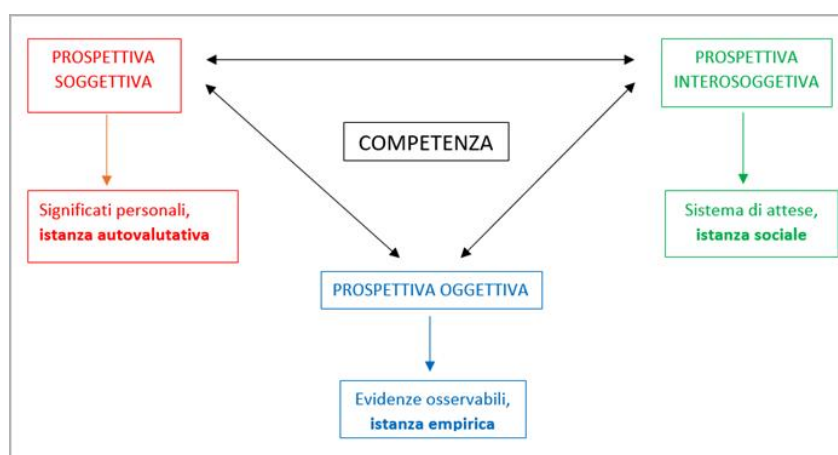 PROSPETTIVA
SOGGETTIVA
PROSPETTIVA
INTEROSOGGETIVA
COMPETENZA
Significati personali,
istanza autovalutativa
Sistema di attese,
istanza sociale
PROSPETTIVA OGGETTIVA
Evidenze osservabili,
istanza empirica